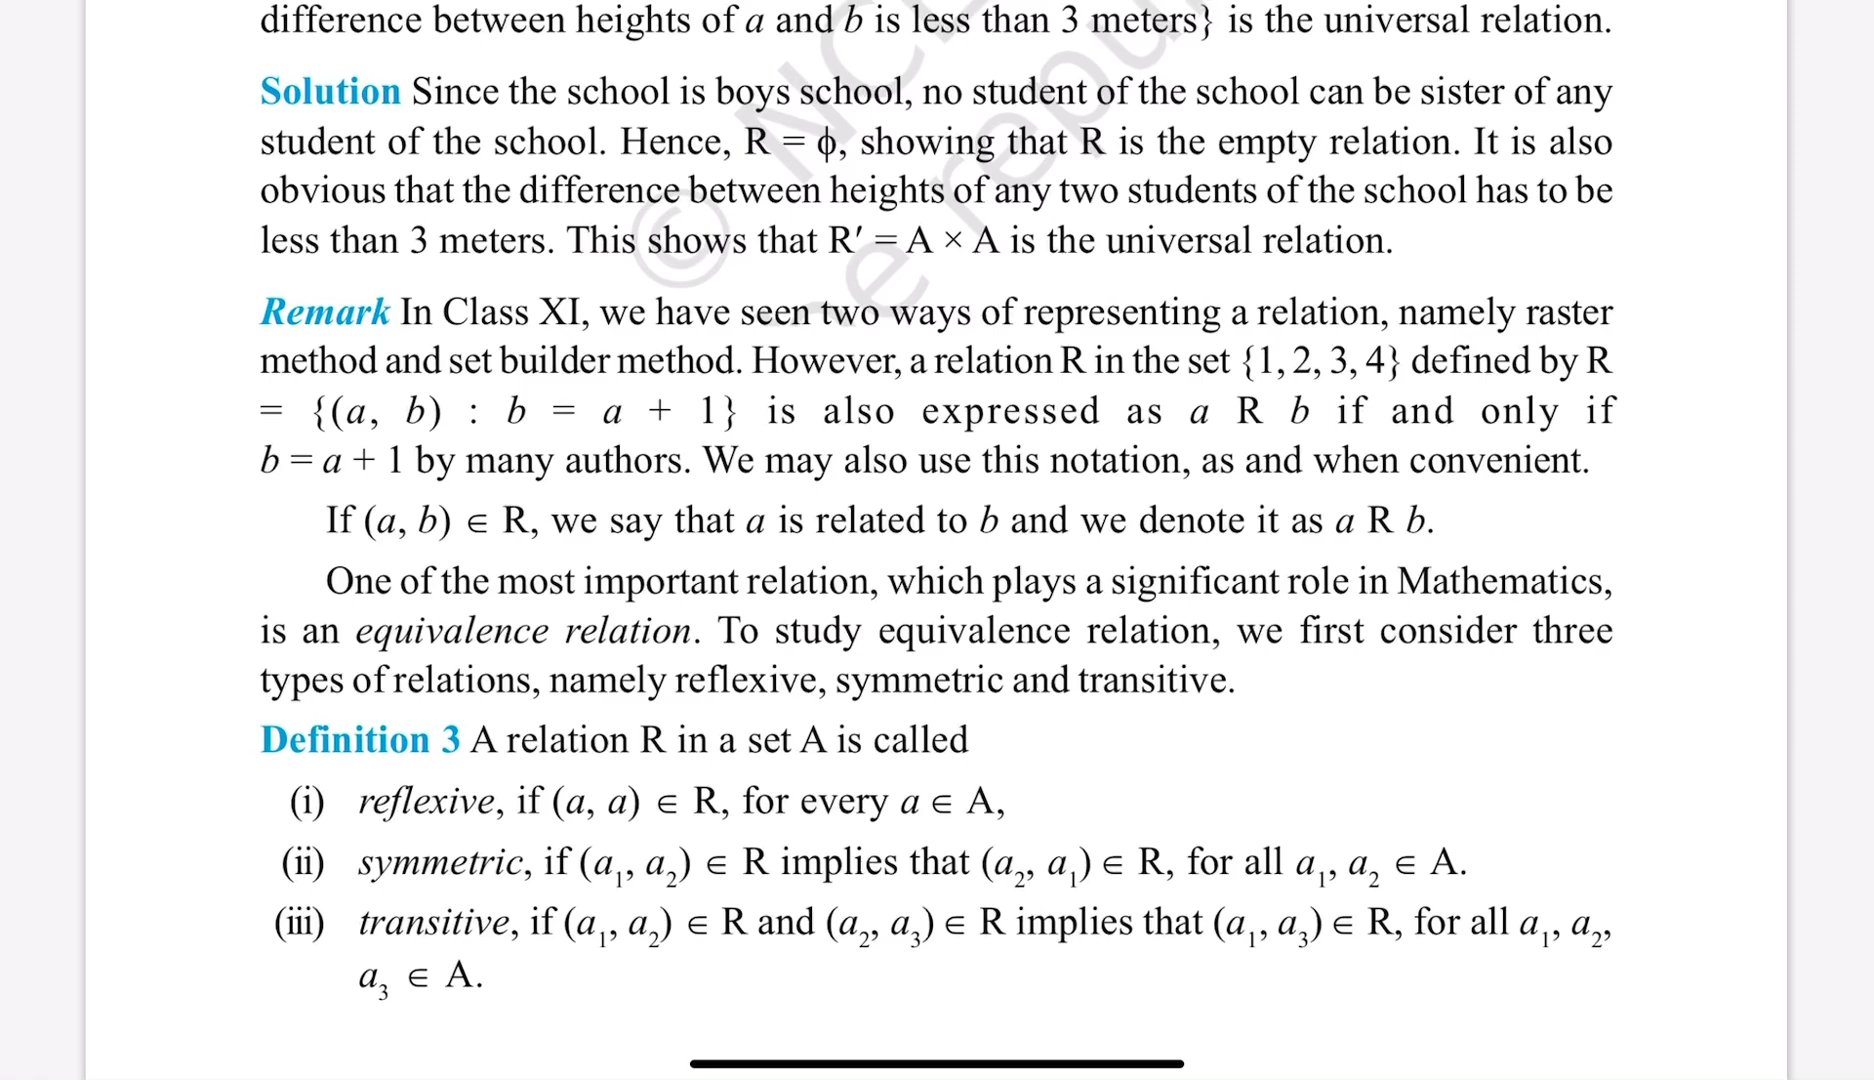 difference between heights of a and b is less than 3 meters} is the universal relation.
Solution Since the school is boys school, no student of the school can be sister of any
student of the school. Hence, R = ϕ, showing that R is the empty relation. It is also
obvious that the difference between heights of any two students of the school has to be
less than 3 meters. This shows that R′ = A × A is the universal relation.
Remark In Class XI, we have seen two ways of representing a relation, namely raster
method and set builder method. However, a relation R in the set {1, 2, 3, 4} defined by R
= {(a, b) : b = a + 1} is also expressed as a R b if and only if
b = a + 1 by many authors. We may also use this notation, as and when convenient.
If (a, b) ∈ R, we say that a is related to b and we denote it as a R b.
One of the most important relation, which plays a significant role in Mathematics,
is an equivalence relation. To study equivalence relation, we first consider three
types of relations, namely reflexive, symmetric and transitive.
Definition 3 A relation R in a set A is called
(i) reflexive, if (a, a) ∈ R, for every a ∈ A,
(ii) symmetric, if (a₁, a₂) ∈ R implies that (a₂, a₁) ∈ R, for all a₁, a₂ ∈ A.
(iii) transitive, if (a₁, a₂) ∈ R and (a₂, a₃) ∈ R implies that (a₁, a₃) ∈ R, for all a₁, a₂,
a₃ ∈ A.